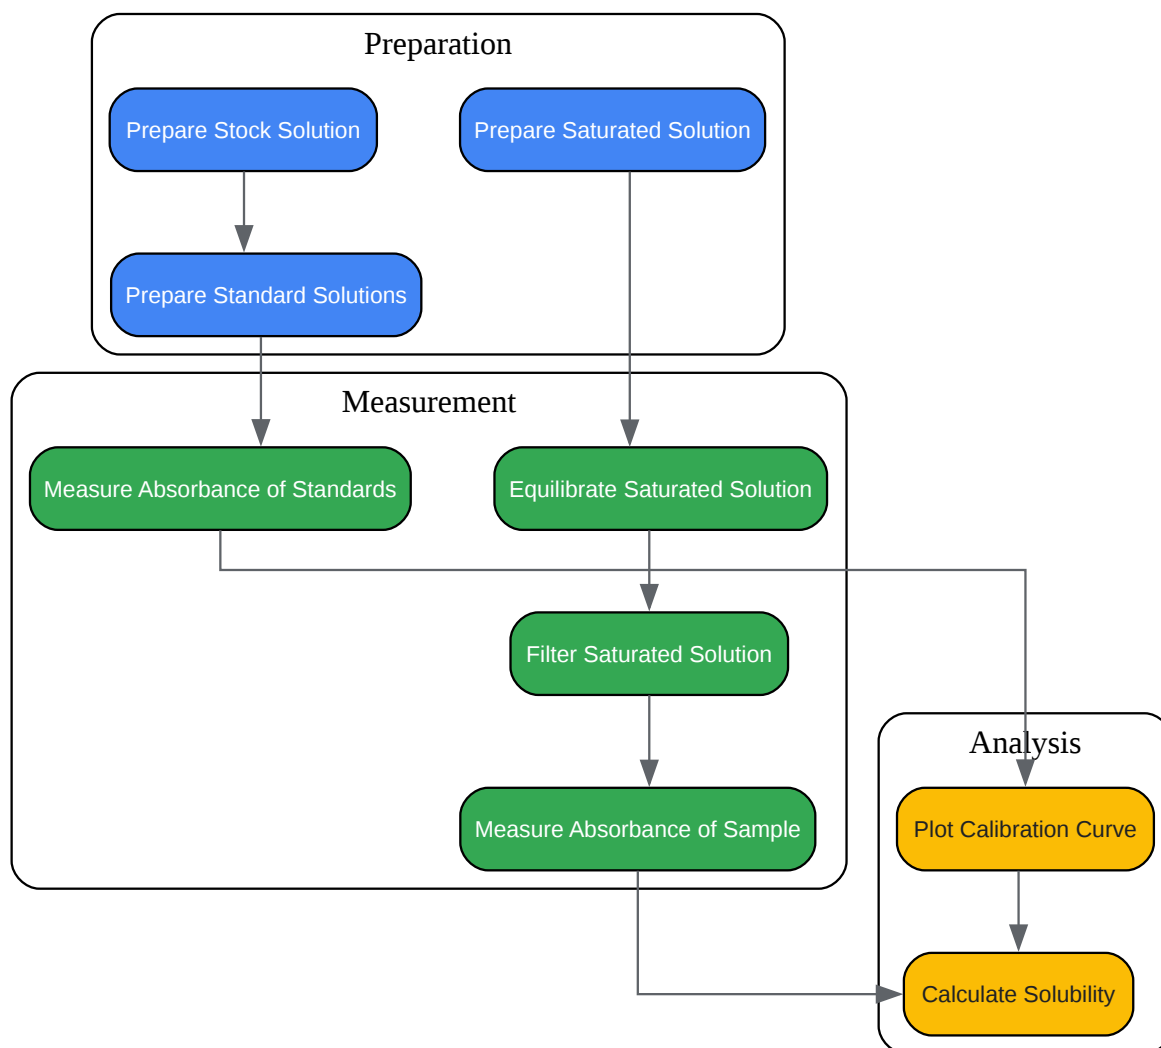 Preparation
Prepare Stock Solution
Prepare Saturated Solution
Prepare Standard Solutions
Measurement
Measure Absorbance of Standards
Equilibrate Saturated Solution
Filter Saturated Solution
Analysis
Measure Absorbance of Sample
Plot Calibration Curve
Calculate Solubility